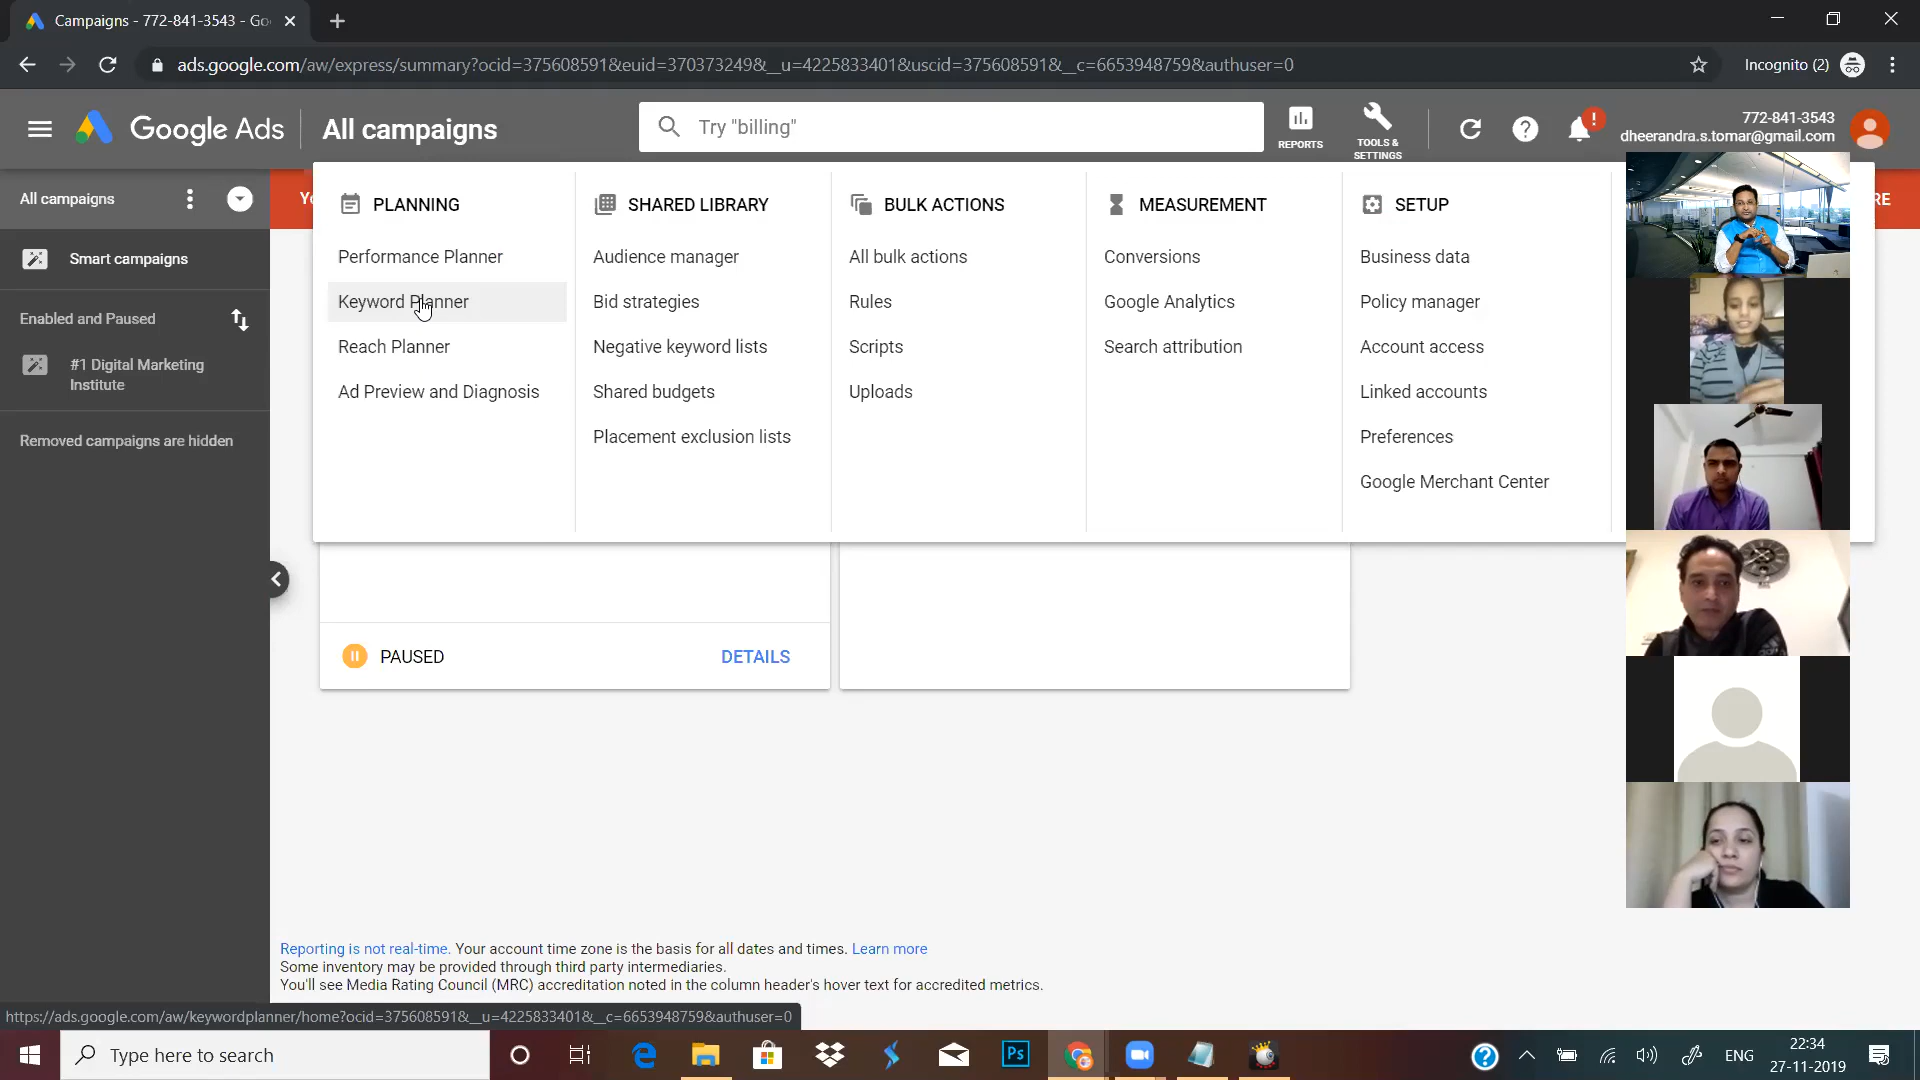 Campaigns - 772-841-3543 - Go
ads.google.com/aw/express/summary?ocid=375608591&euid=370373249&__u=4225833401&uscid=375608591&__c=6653948759&authuser=0
Incognito (2)
Google Ads
All campaigns
Try "billing"
REPORTS
TOOLS &
SETTINGS
!
772-841-3543
dheerandra.s.tomar@gmail.com
All campaigns
Smart campaigns
Enabled and Paused
#1 Digital Marketing
Institute
Removed campaigns are hidden
PLANNING
Performance Planner
Keyword Planner
Reach Planner
Ad Preview and Diagnosis
SHARED LIBRARY
Audience manager
Bid strategies
Negative keyword lists
Shared budgets
Placement exclusion lists
BULK ACTIONS
All bulk actions
Rules
Scripts
Uploads
MEASUREMENT
Conversions
Google Analytics
Search attribution
SETUP
Business data
Policy manager
Account access
Linked accounts
Preferences
Google Merchant Center
PAUSED
DETAILS
Reporting is not real-time. Your account time zone is the basis for all dates and times. Learn more
Some inventory may be provided through third party intermediaries.
You'll see Media Rating Council (MRC) accreditation noted in the column header's hover text for accredited metrics.
https://ads.google.com/aw/keywordplanner/home?ocid=375608591&__u=4225833401&__c=6653948759&authuser=0
Type here to search
Ps
ENG
22:34
27-11-2019